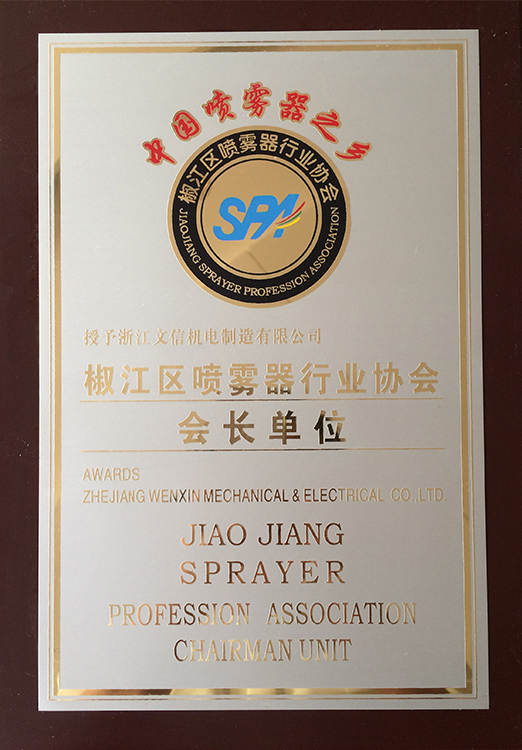 中国喷雾器之乡
椒江区喷雾器行业协会
SPA
JIAOJIANG SPRAYER PROFESSION ASSOCIATION
授予浙江文信机电制造有限公司
椒江区喷雾器行业协会
会长单位
AWARDS
ZHEJIANG WENXIN MECHANICAL & ELECTRICAL CO.,LTD.
JIAO JIANG
SPRAYER
PROFESSION ASSOCIATION
CHAIRMAN UNIT